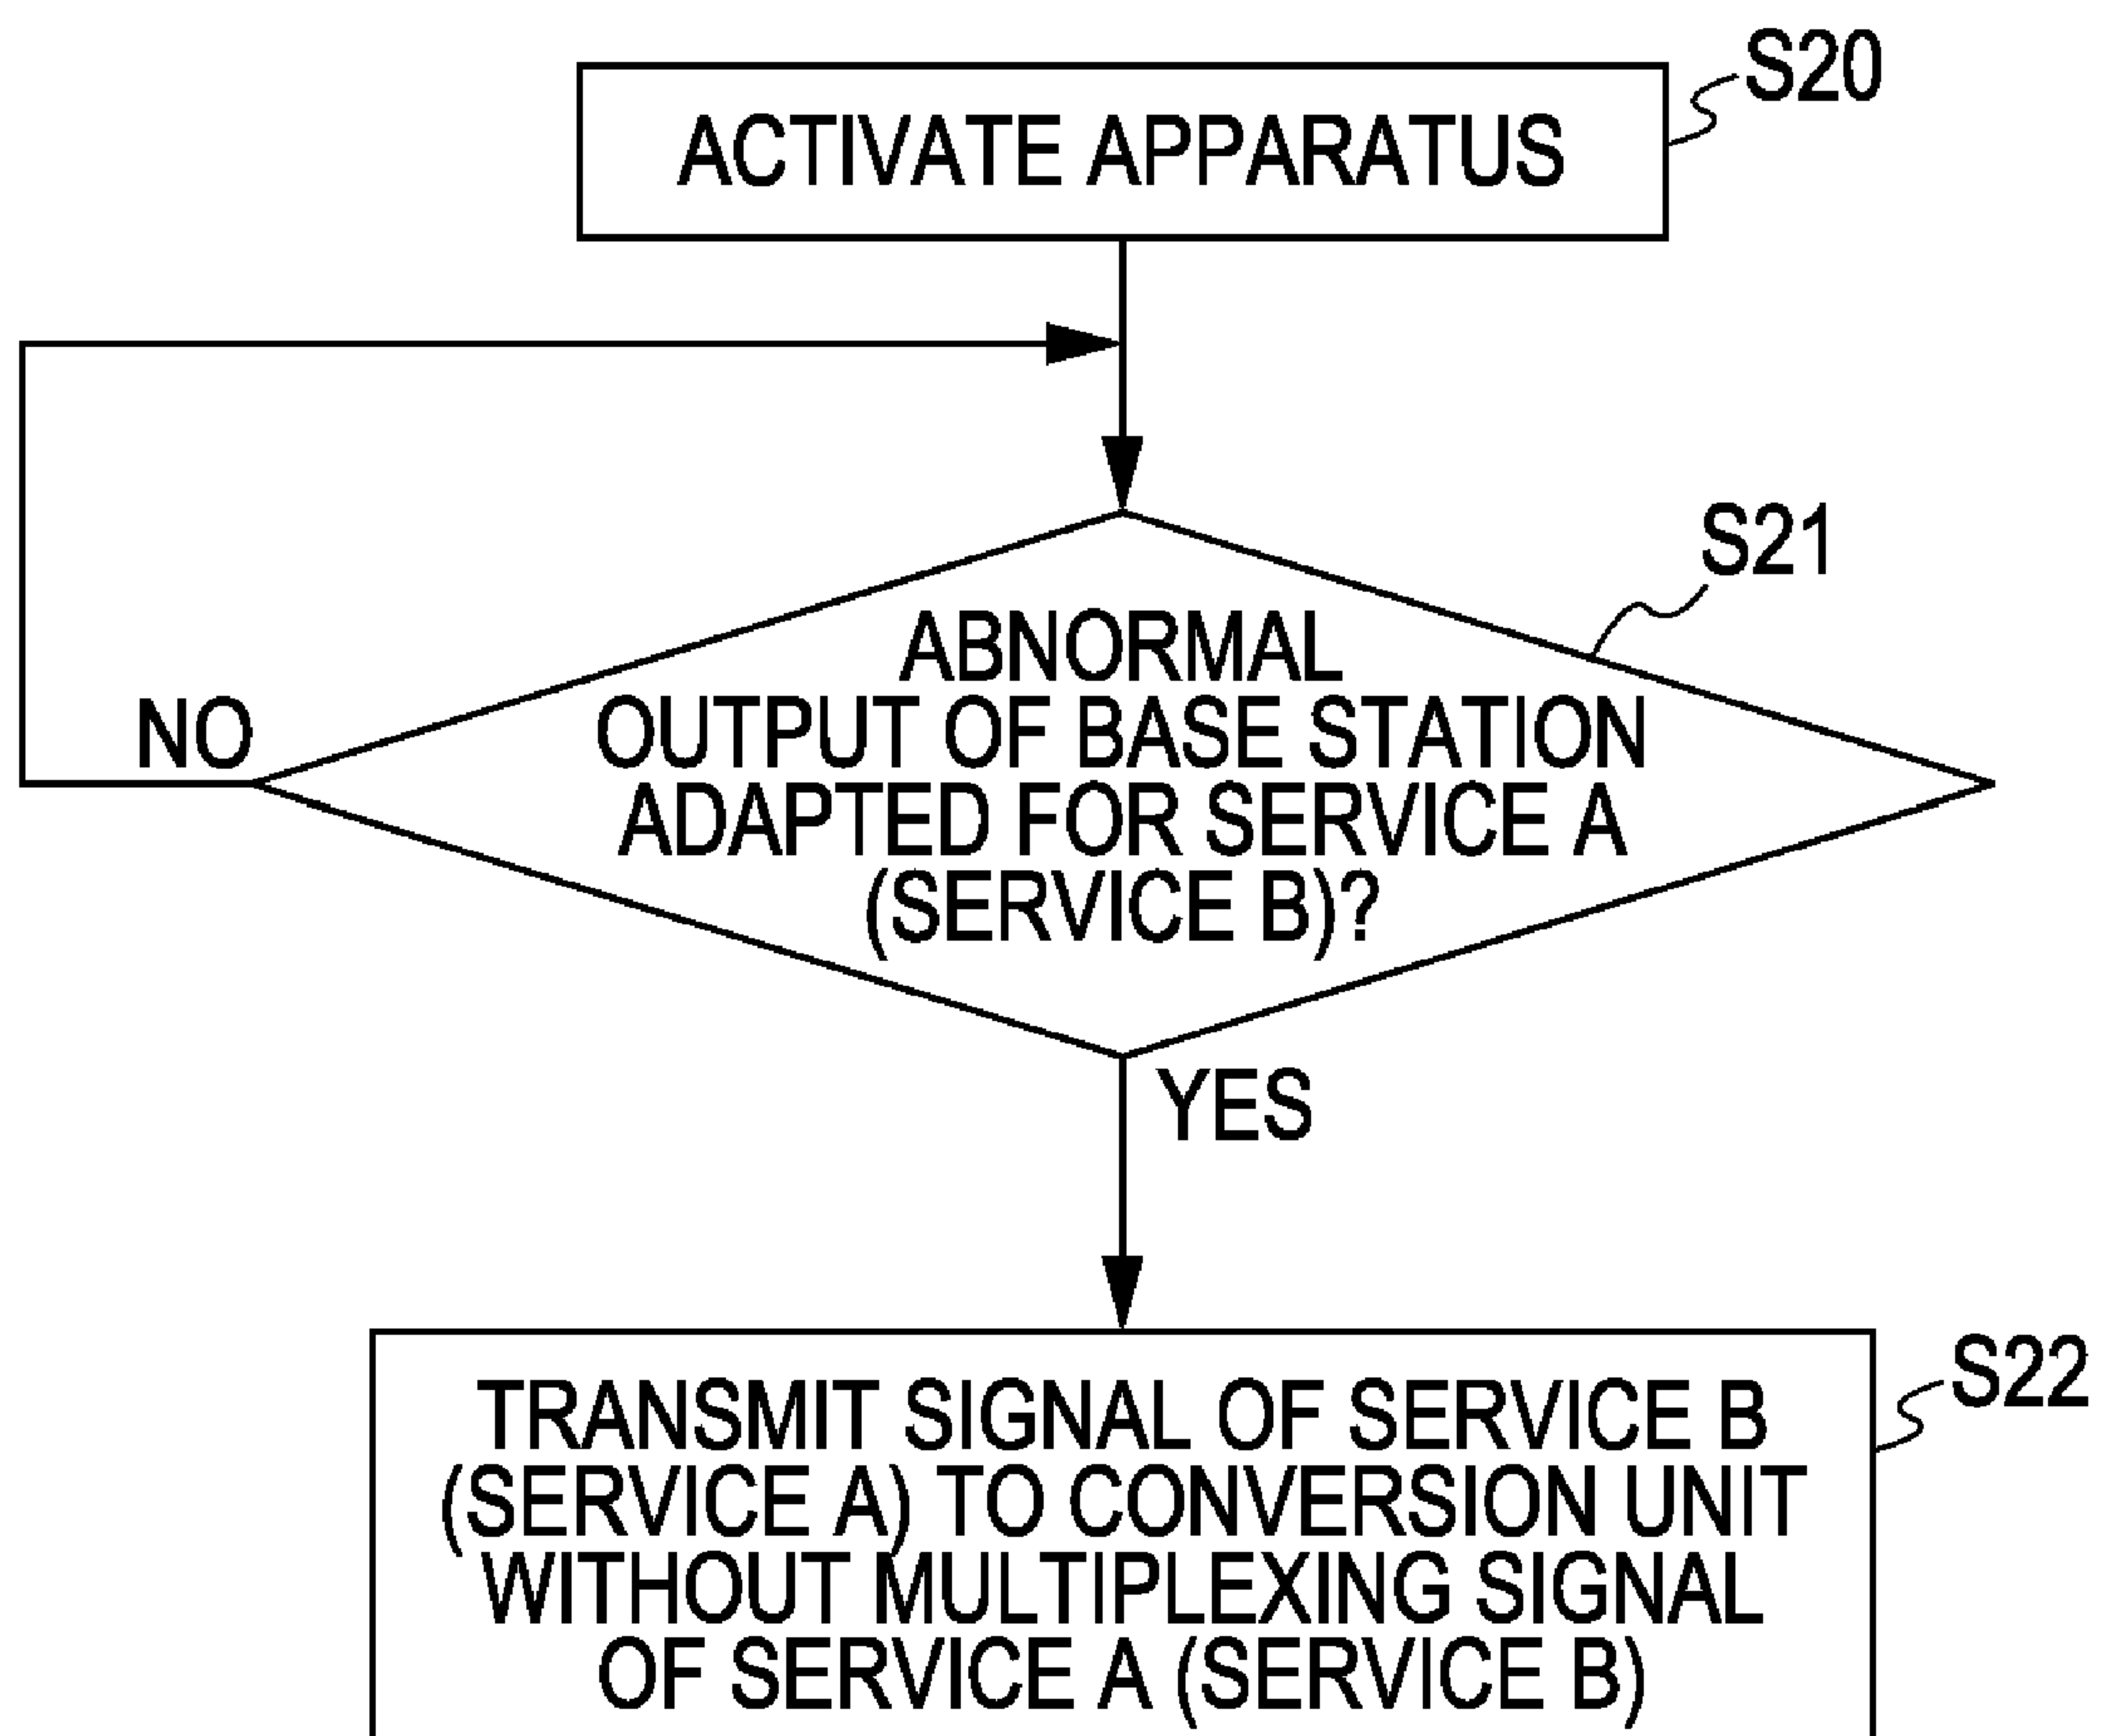 S20
ACTIVATE APPARATUS
S21
ABNORMAL
OUTPUT OF BASE STATION
ADAPTED FOR SERVICE A
(SERVICE B)?
NO
YES
S22
TRANSMIT SIGNAL OF SERVICE B
(SERVICE A) TO CONVERSION UNIT
WITHOUT MULTIPLEXING SIGNAL
OF SERVICE A (SERVICE B)